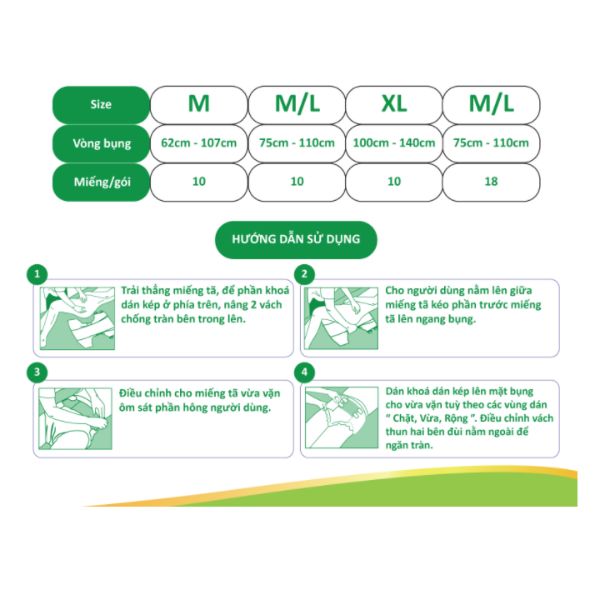 Size M M/L XL M/L
Vòng bụng 62cm - 107cm 75cm - 110cm 100cm - 140cm 75cm - 110cm
Miếng/gói 10 10 10 18
HƯỚNG DẪN SỬ DỤNG
1
Trải thẳng miếng tã, để phần khoá
dán kép ở phía trên, nâng 2 vách
chống tràn bên trong lên.
2
Cho người dùng nằm lên giữa
miếng tã kéo phần trước miếng
tã lên ngang bụng.
3
Điều chỉnh cho miếng tã vừa vặn
ôm sát phần hông người dùng.
4
Dán khoá dán kép lên mặt bụng
cho vừa vặn tuỳ theo các vùng dán
“ Chặt, Vừa, Rộng ”. Điều chỉnh vách
thun hai bên đùi nằm ngoài để
ngăn tràn.